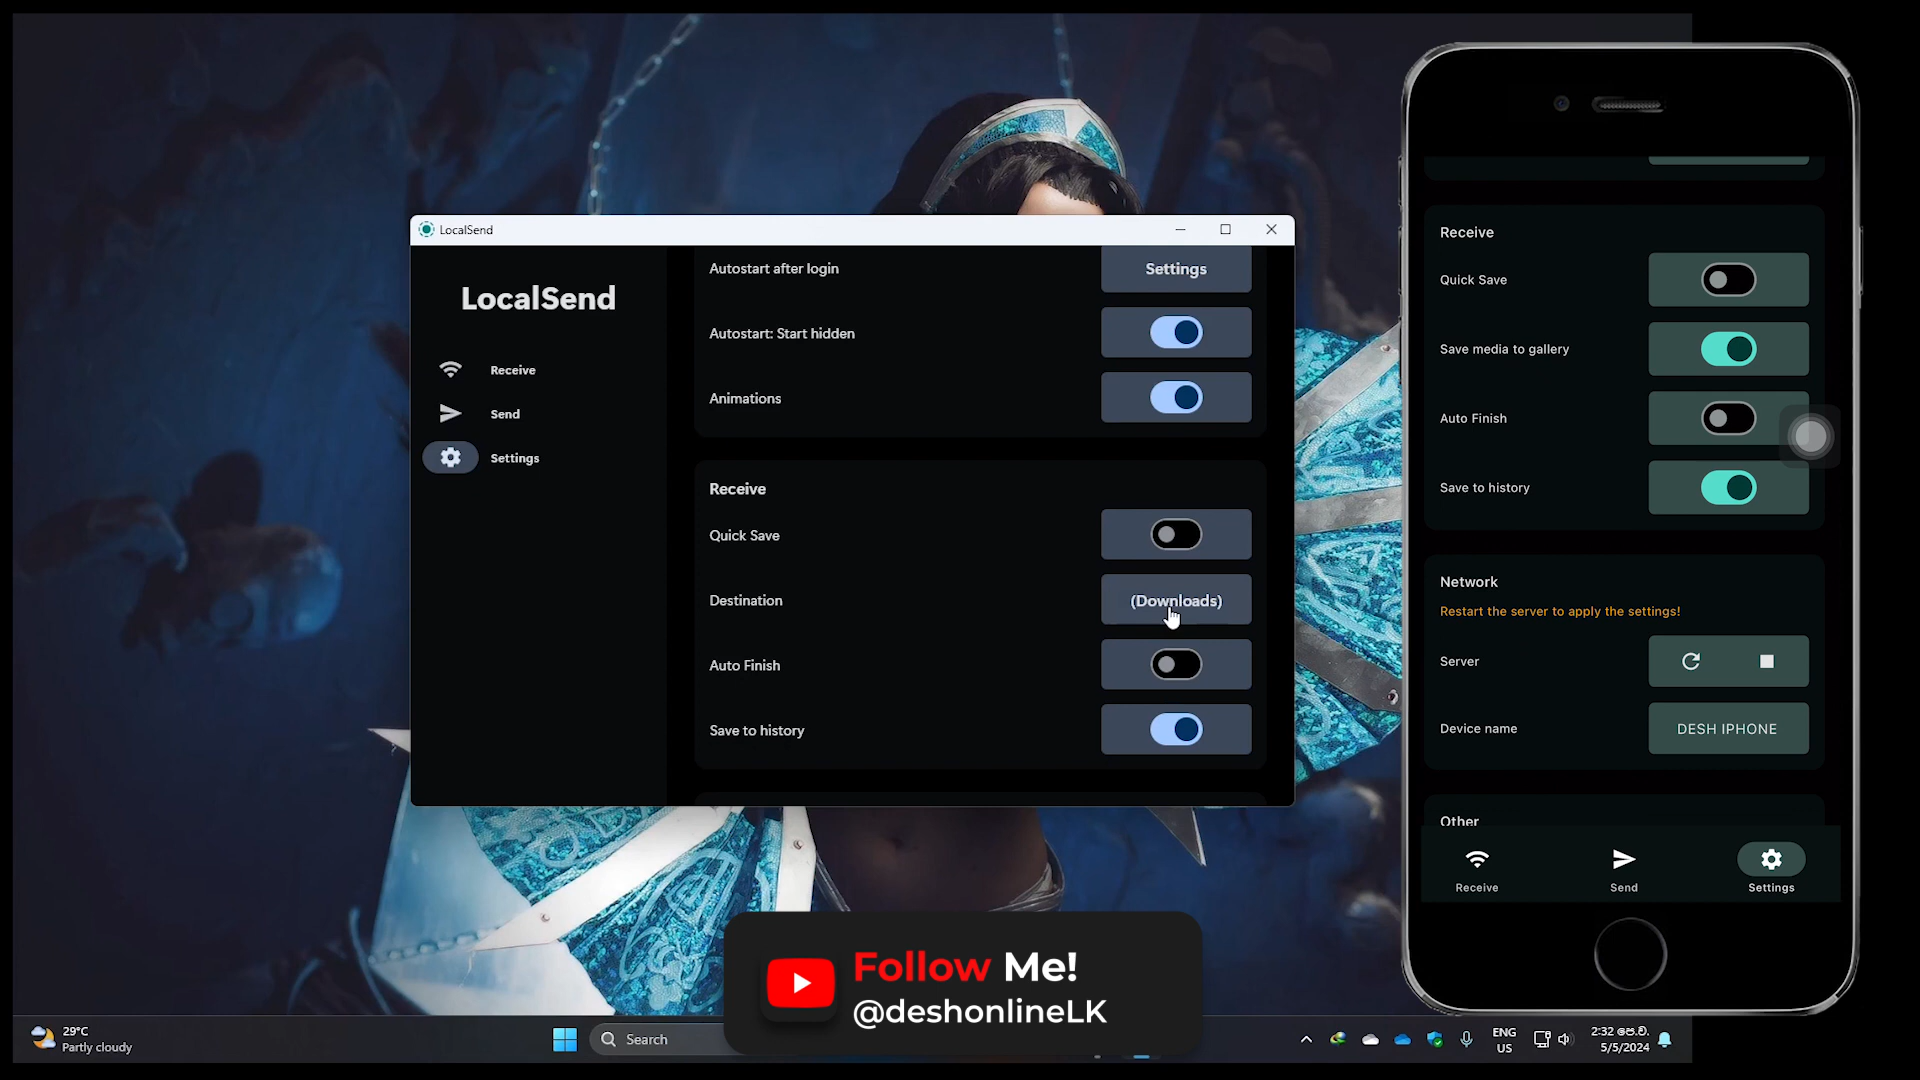 LocalSend
LocalSend
Receive
Send
Settings
Autostart after login
Settings
Autostart: Start hidden
Animations
Receive
Quick Save
Destination
(Downloads)
Auto Finish
Save to history
Receive
Quick Save
Save media to gallery
Auto Finish
Save to history
Network
Restart the server to apply the settings!
Server
Device name
DESH IPHONE
Other
Receive
Send
Settings
Follow Me!
@deshonlineLK
29°C
Partly cloudy
Search
ENG
US
2:32 පෙ.ව.
5/5/2024